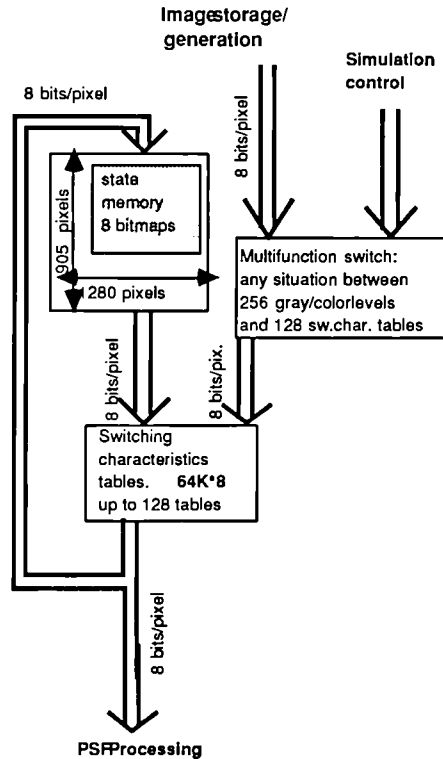 Imagestorage/
generation
Simulation
control
8 bits/pixel
8 bits/pixel
state
memory
8 bitmaps
905 pixels
1280 pixels
Multifunction switch:
any situation between
256 gray/colorlevels
and 128 sw.char. tables
8 bits/pixel
8 bits/pix.
Switching
characteristics
tables. 64K*8
up to 128 tables
8 bits/pixel
PSFProcessing